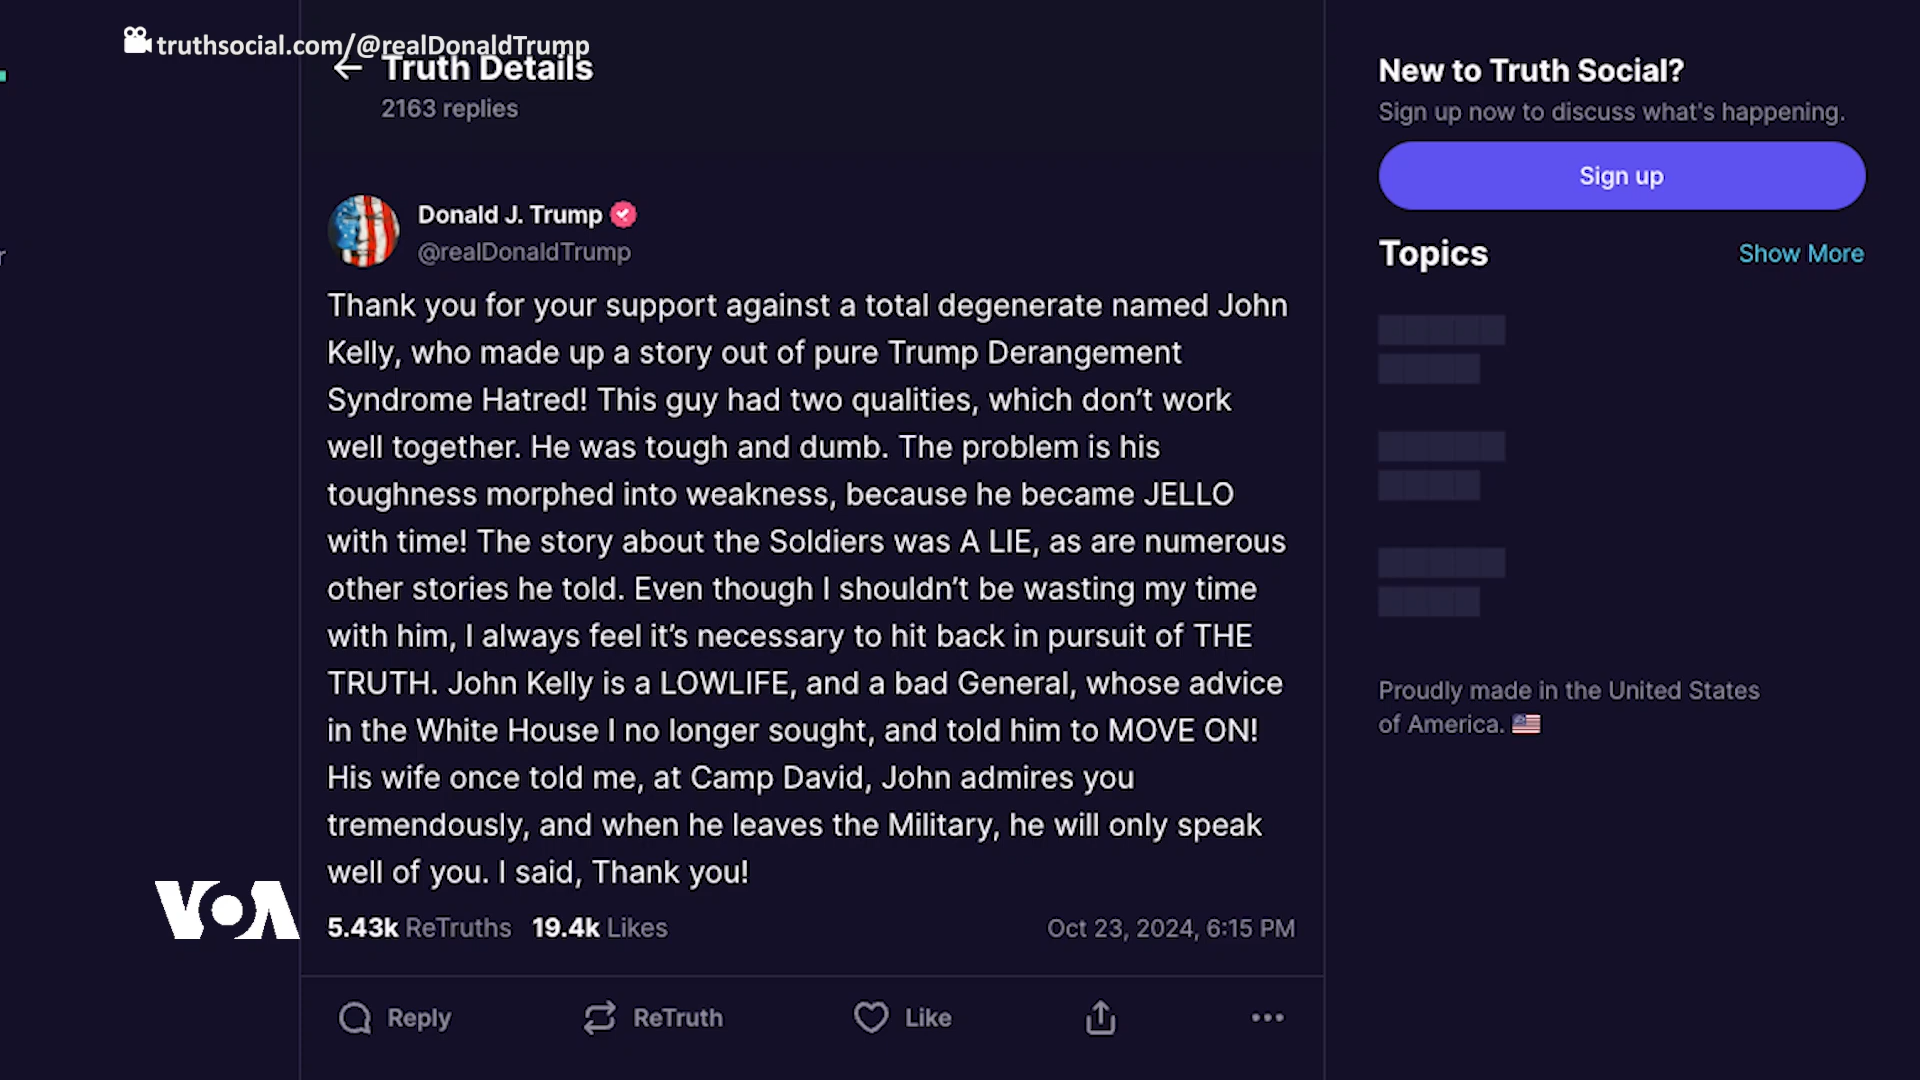 truthsocial.com/@realDonaldTrump
Truth Details
2163 replies
Donald J. Trump
@realDonaldTrump
Thank you for your support against a total degenerate named John
Kelly, who made up a story out of pure Trump Derangement
Syndrome Hatred! This guy had two qualities, which don’t work
well together. He was tough and dumb. The problem is his
toughness morphed into weakness, because he became JELLO
with time! The story about the Soldiers was A LIE, as are numerous
other stories he told. Even though I shouldn’t be wasting my time
with him, I always feel it’s necessary to hit back in pursuit of THE
TRUTH. John Kelly is a LOWLIFE, and a bad General, whose advice
in the White House I no longer sought, and told him to MOVE ON!
His wife once told me, at Camp David, John admires you
tremendously, and when he leaves the Military, he will only speak
well of you. I said, Thank you!
5.43k ReTruths 19.4k Likes
Oct 23, 2024, 6:15 PM
Reply
ReTruth
Like
New to Truth Social?
Sign up now to discuss what's happening.
Sign up
Topics
Show More
Proudly made in the United States
of America.
VOA